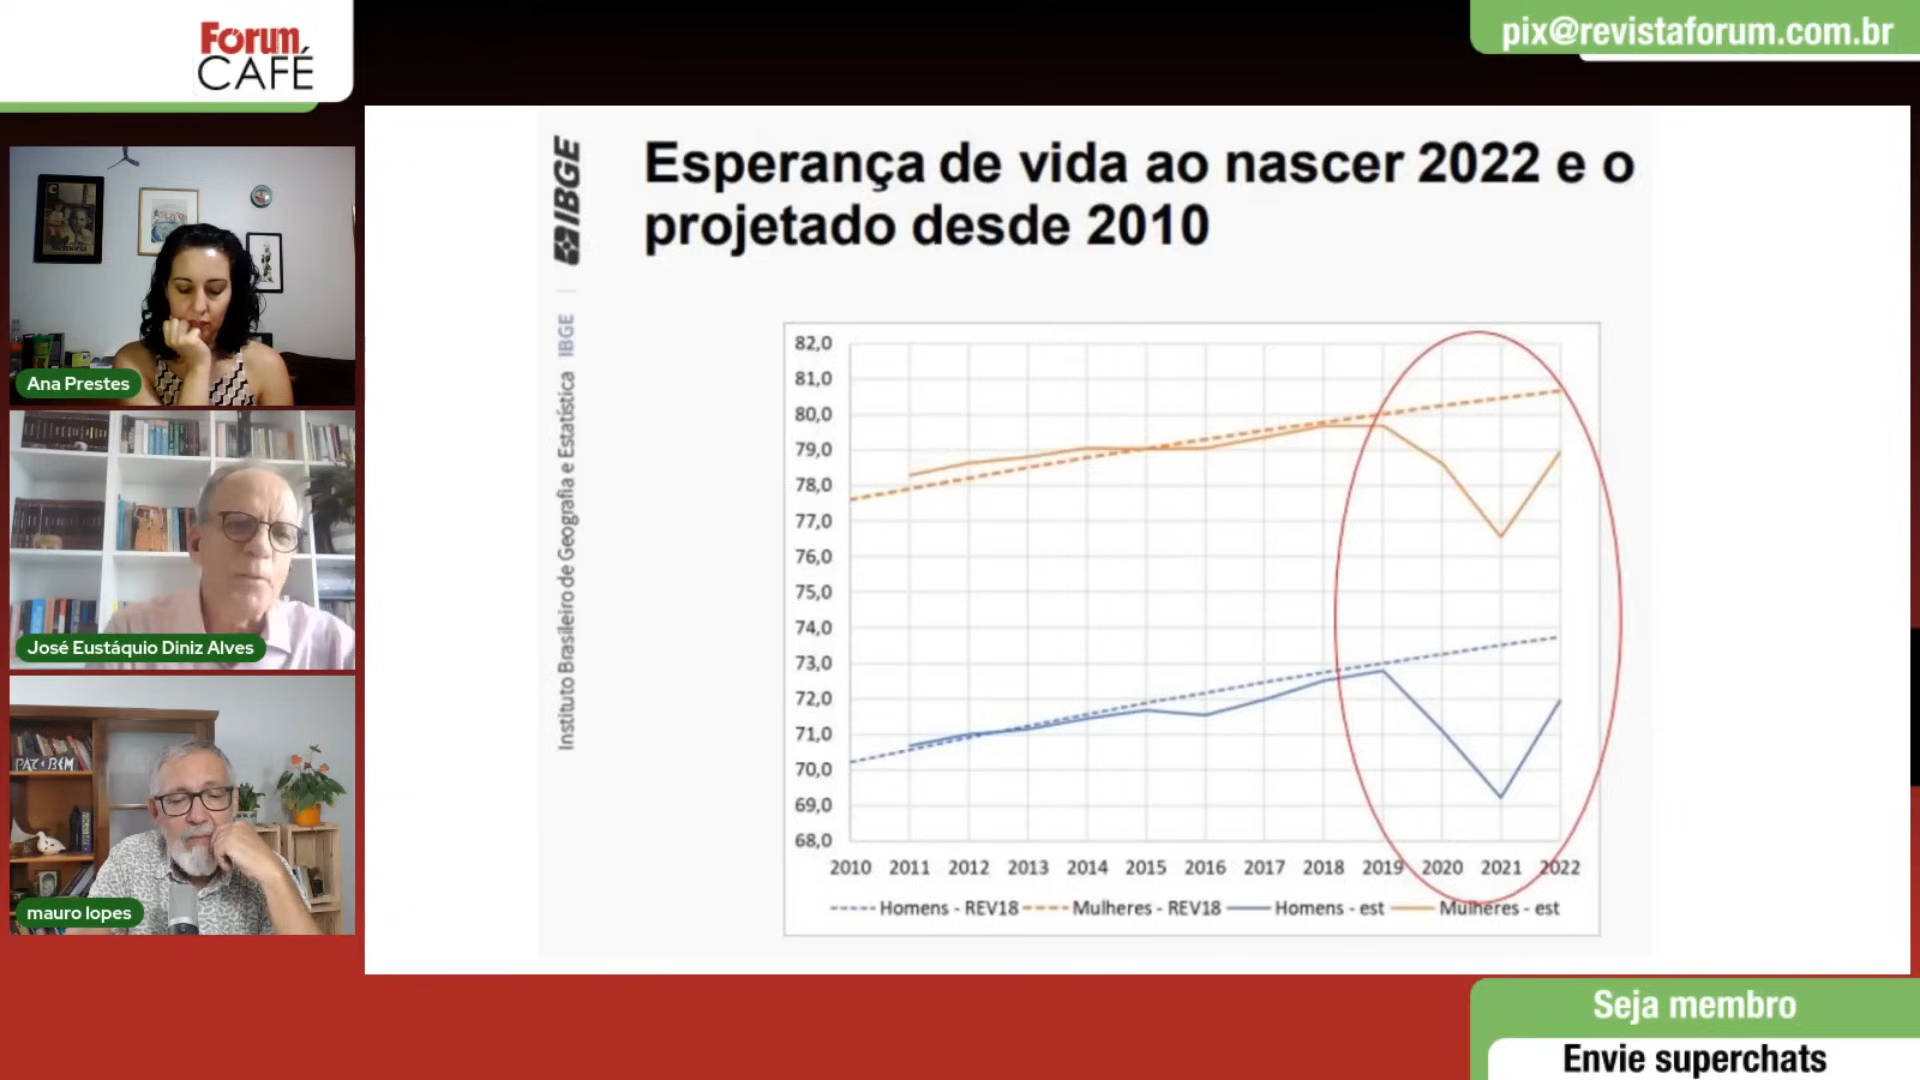 Forum
CAFÉ
pix@revistaforum.com.br
Ana Prestes
José Eustáquio Diniz Alves
PAZ BEM
mauro lopes
IBGE
Instituto Brasileiro de Geografia e Estatística IBGE
Esperança de vida ao nascer 2022 e o
projetado desde 2010
82,0
81,0
80,0
79,0
78,0
77,0
76,0
75,0
74,0
73,0
72,0
71,0
70,0
69,0
68,0
2010 2011 2012 2013 2014 2015 2016 2017 2018 2019 2020 2021 2022
Homens - REV18 Mulheres - REV18 Homens - est Mulheres - est
Seja membro
Envie superchats